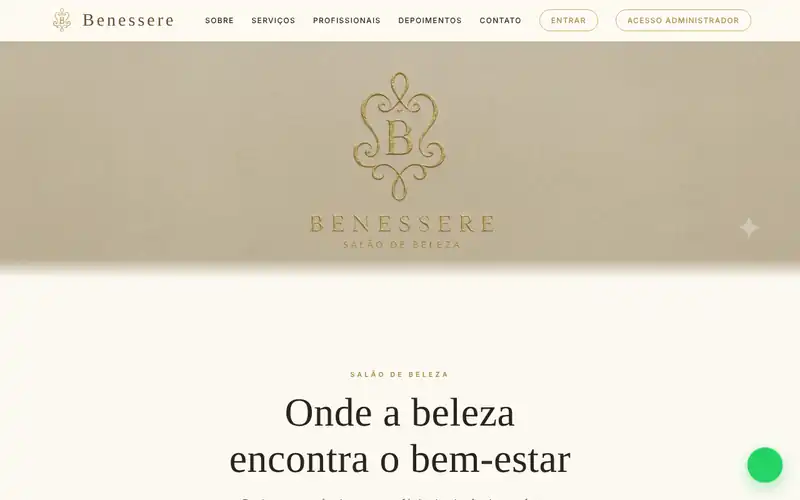 B
Benessere
SOBRE
SERVIÇOS
PROFISSIONAIS
DEPOIMENTOS
CONTATO
ENTRAR
ACESSO ADMINISTRADOR
B
BENESSERE
SALÃO DE BELEZA
SALÃO DE BELEZA
Onde a beleza
encontra o bem-estar